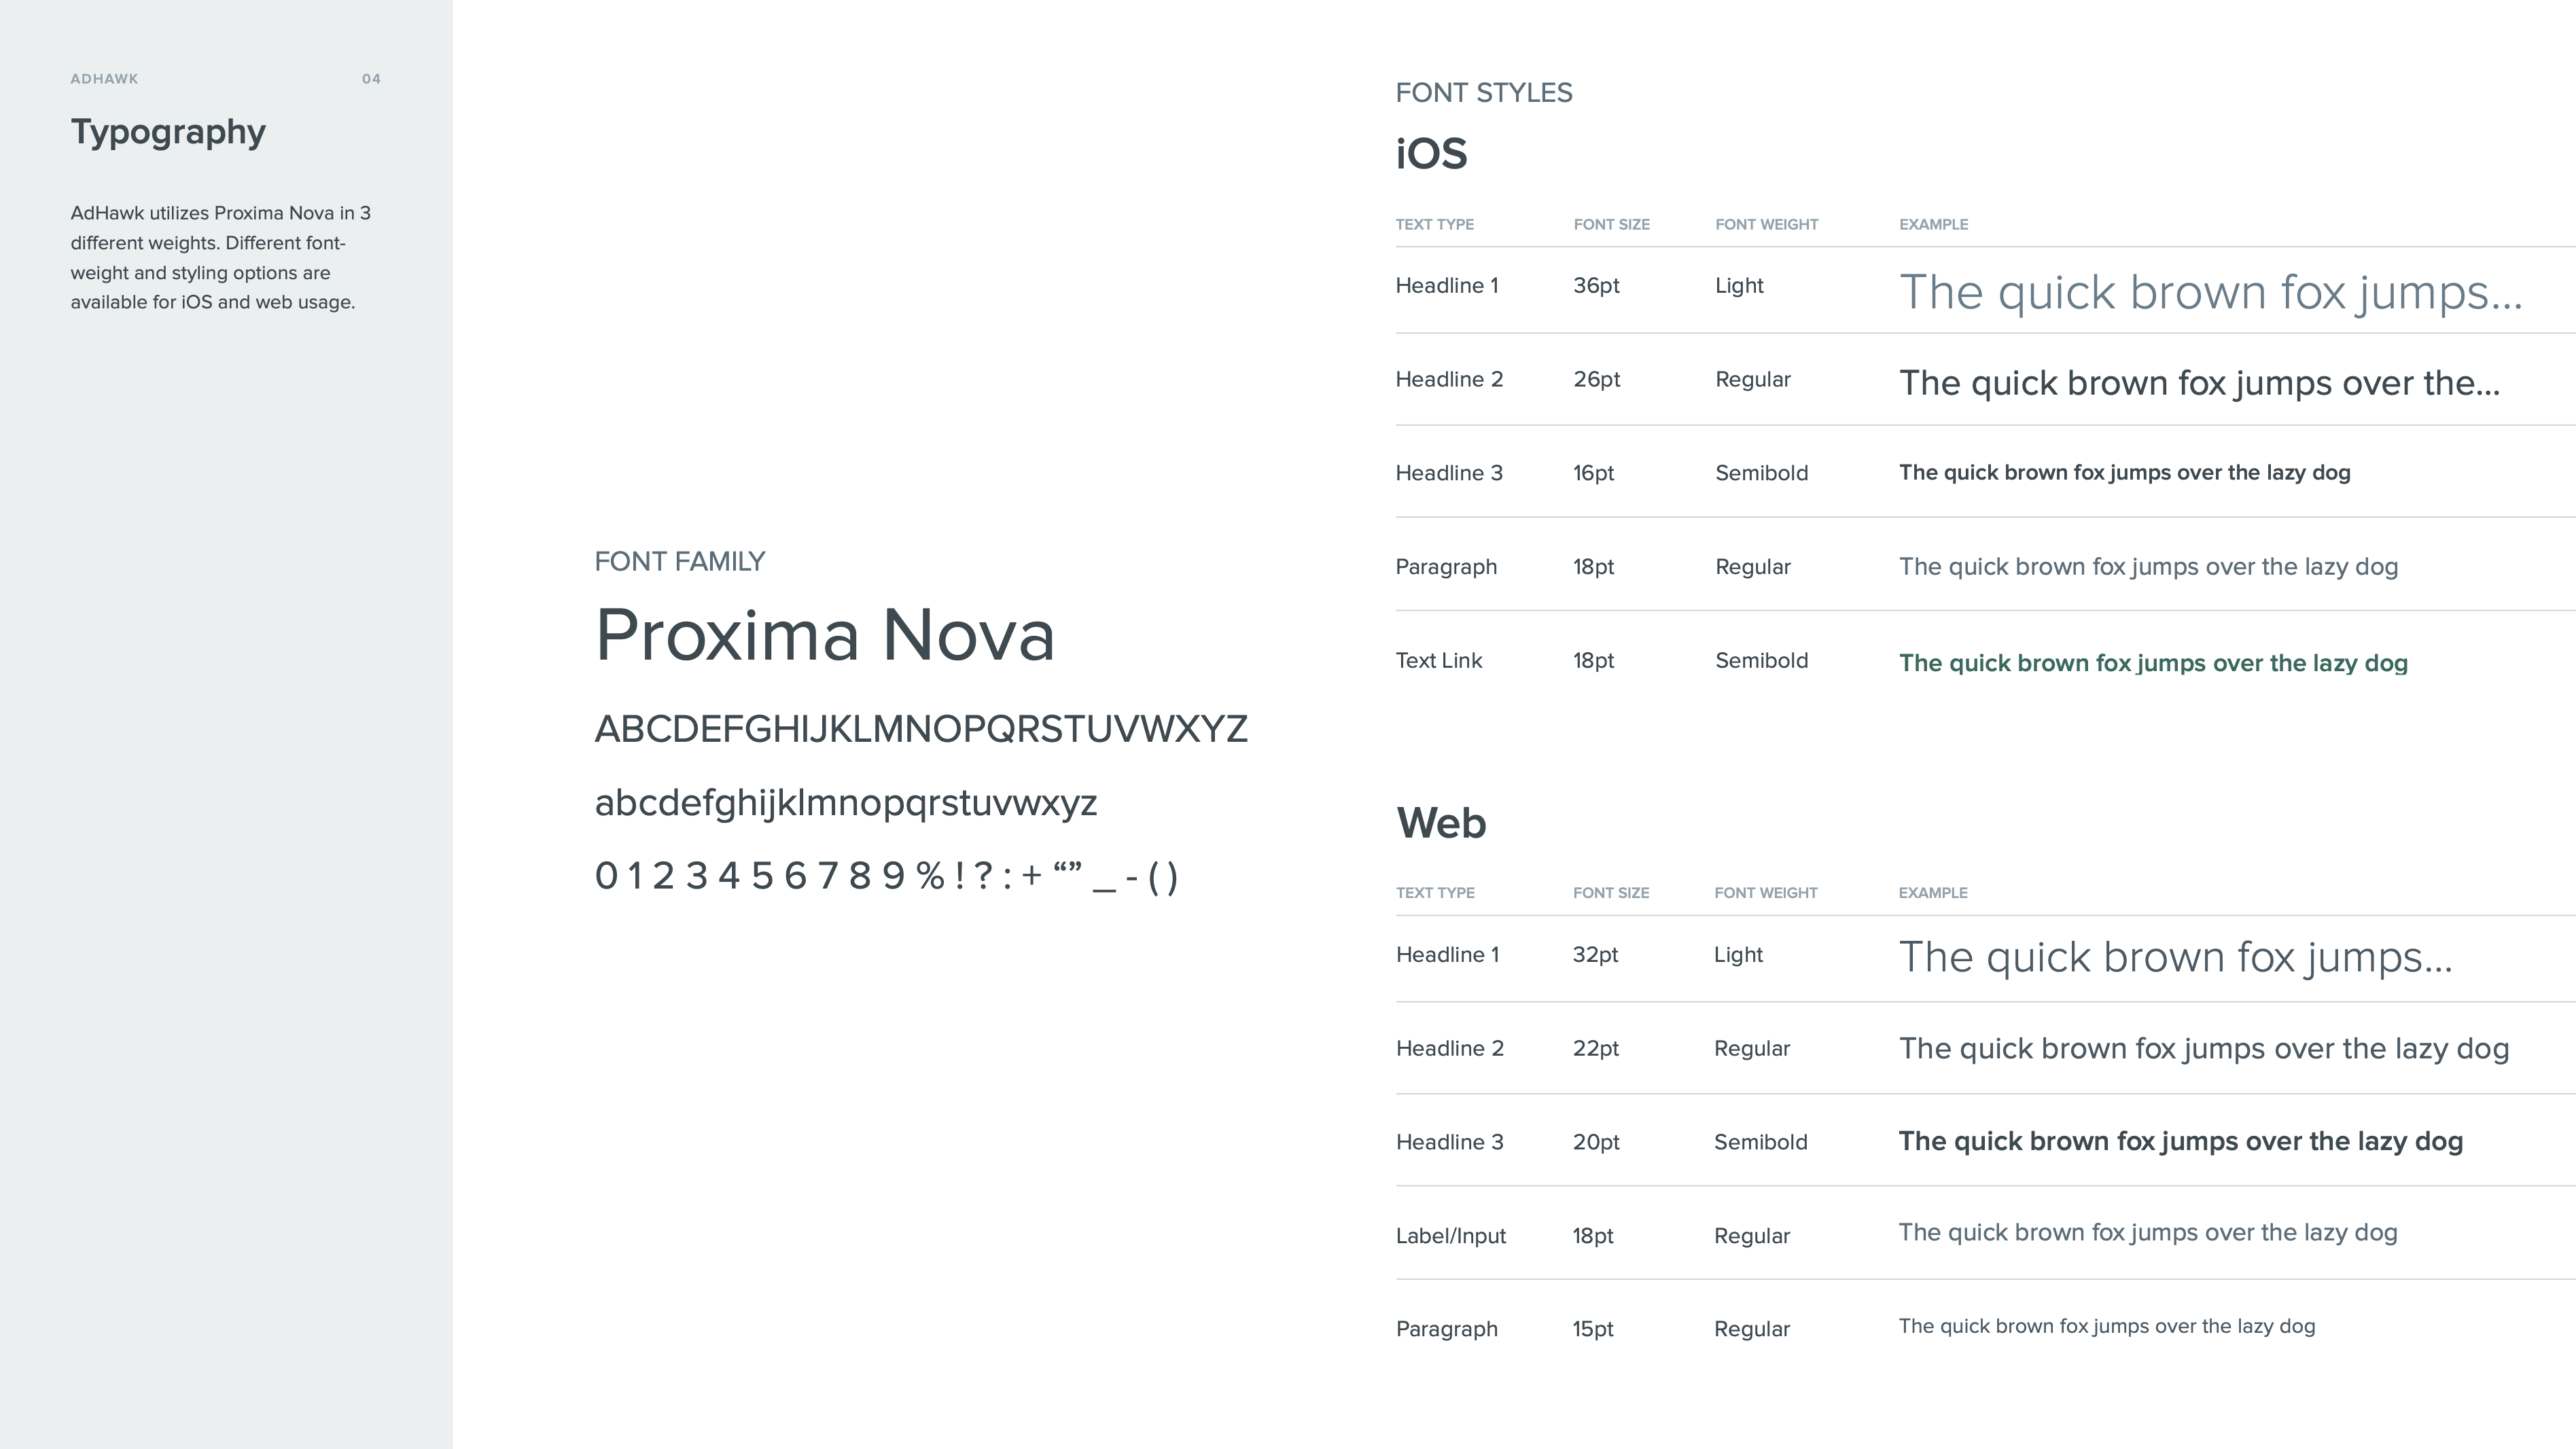 ADHAWK 04
Typography
AdHawk utilizes Proxima Nova in 3
different weights. Different font-
weight and styling options are
available for iOS and web usage.
FONT FAMILY
Proxima Nova
ABCDEFGHIJKLMNOPQRSTUVWXYZ
abcdefghijklmnopqrstuvwxyz
0 1 2 3 4 5 6 7 8 9 % ! ? : + “” _ - ( )
FONT STYLES
iOS
TEXT TYPE FONT SIZE FONT WEIGHT EXAMPLE
Headline 1 36pt Light The quick brown fox jumps...
Headline 2 26pt Regular The quick brown fox jumps over the...
Headline 3 16pt Semibold The quick brown fox jumps over the lazy dog
Paragraph 18pt Regular The quick brown fox jumps over the lazy dog
Text Link 18pt Semibold The quick brown fox jumps over the lazy dog
Web
TEXT TYPE FONT SIZE FONT WEIGHT EXAMPLE
Headline 1 32pt Light The quick brown fox jumps...
Headline 2 22pt Regular The quick brown fox jumps over the lazy dog
Headline 3 20pt Semibold The quick brown fox jumps over the lazy dog
Label/Input 18pt Regular The quick brown fox jumps over the lazy dog
Paragraph 15pt Regular The quick brown fox jumps over the lazy dog